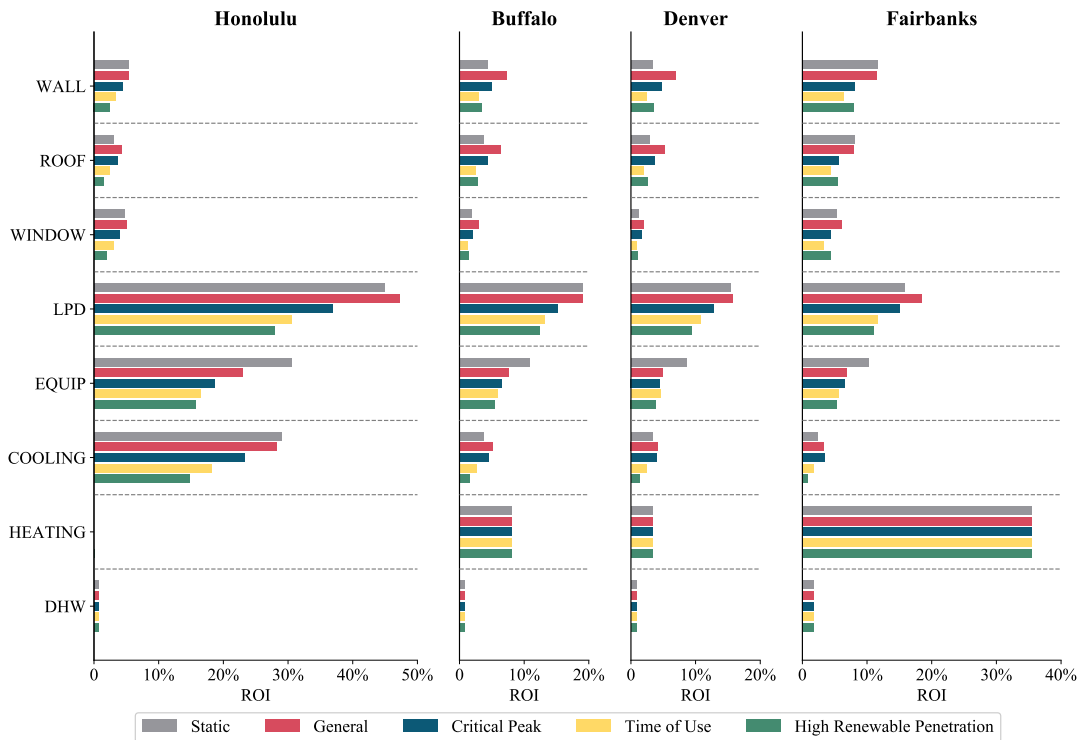 Honolulu Buffalo Denver Fairbanks
WALL
ROOF
WINDOW
LPD
EQUIP
COOLING
HEATING
DHW
0 10% 20% 30% 40% 50% 0 10% 20% 0 10% 20% 0 10% 20% 30% 40%
ROI ROI ROI ROI
Static General Critical Peak Time of Use High Renewable Penetration